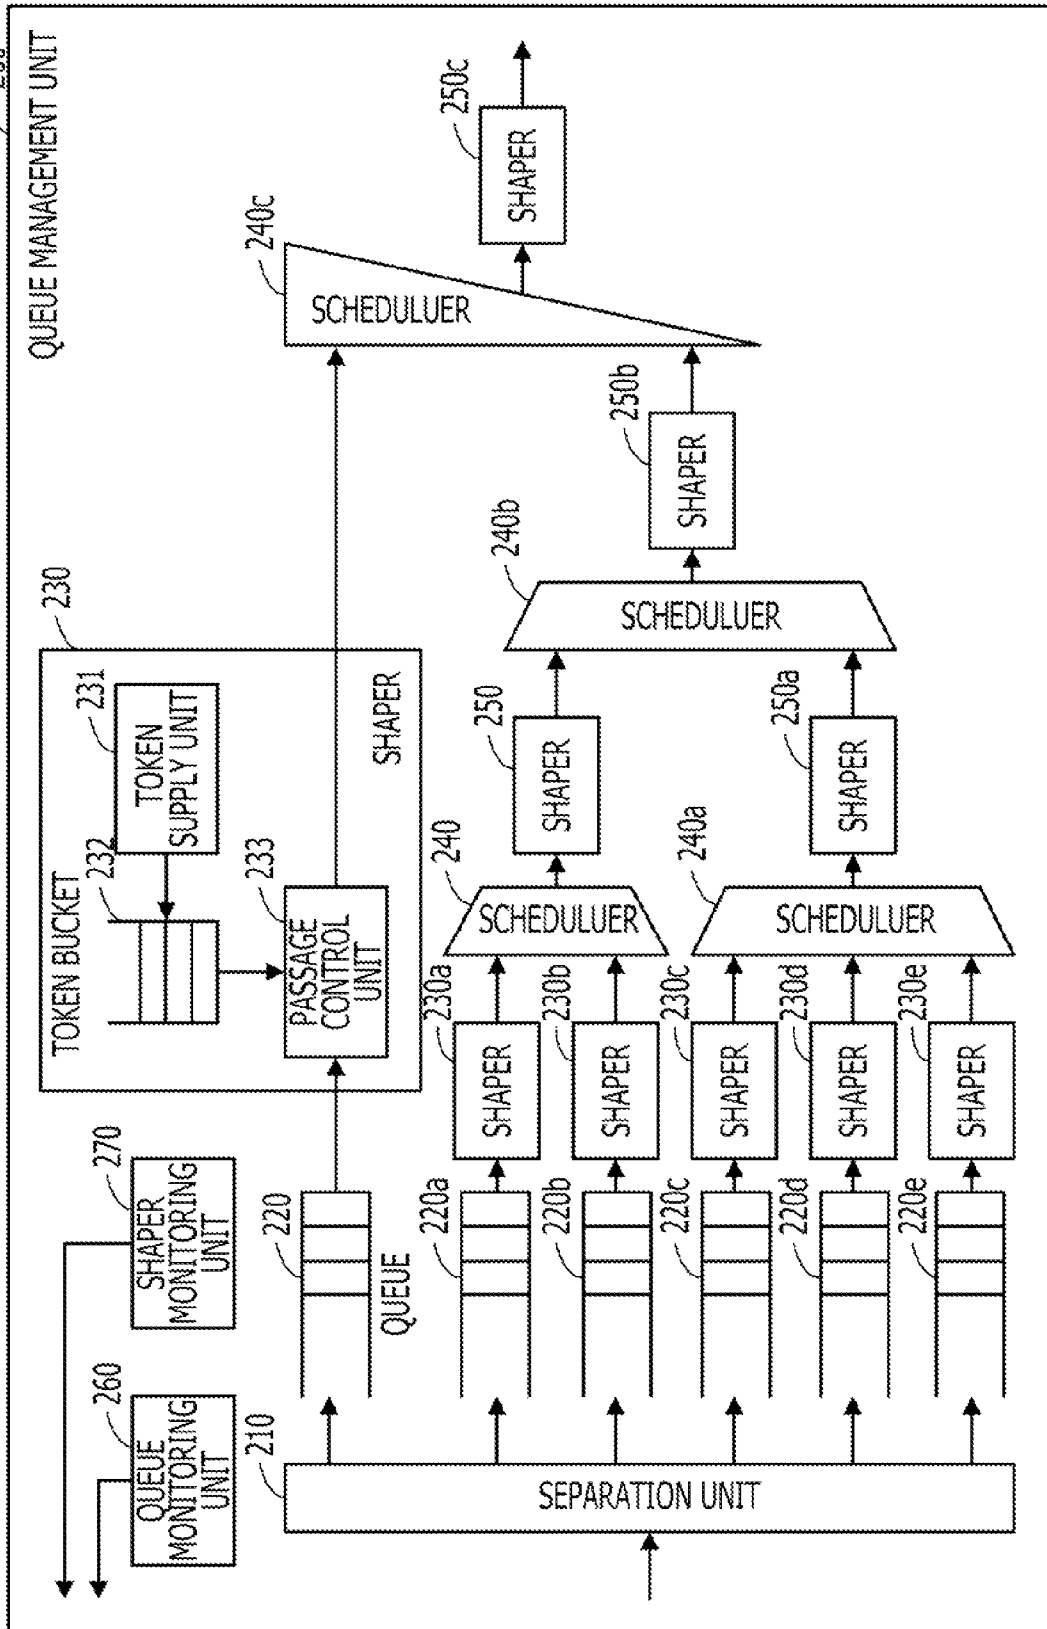 QUEUE MANAGEMENT UNIT
260
QUEUE
MONITORING
UNIT
270
SHAPER
MONITORING
UNIT
230
TOKEN BUCKET
232
231
TOKEN
SUPPLY UNIT
233
PASSAGE
CONTROL
UNIT
SHAPER
210
SEPARATION UNIT
220
QUEUE
240c
SCHEDULUER
250c
SHAPER
220a
230a
SHAPER
240
SCHEDULUER
250
SHAPER
220b
230b
SHAPER
240b
SCHEDULUER
250b
SHAPER
220c
230c
SHAPER
240a
SCHEDULUER
250a
SHAPER
220d
230d
SHAPER
220e
230e
SHAPER